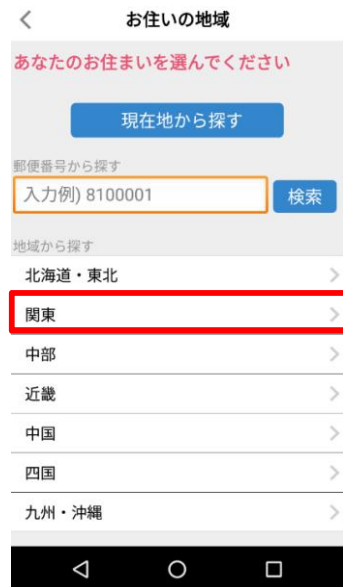 お住いの地域
あなたのお住まいを選んでください
現在地から探す
郵便番号から探す
入力例) 8100001
検索
地域から探す
北海道・東北
関東
中部
近畿
中国
四国
九州・沖縄